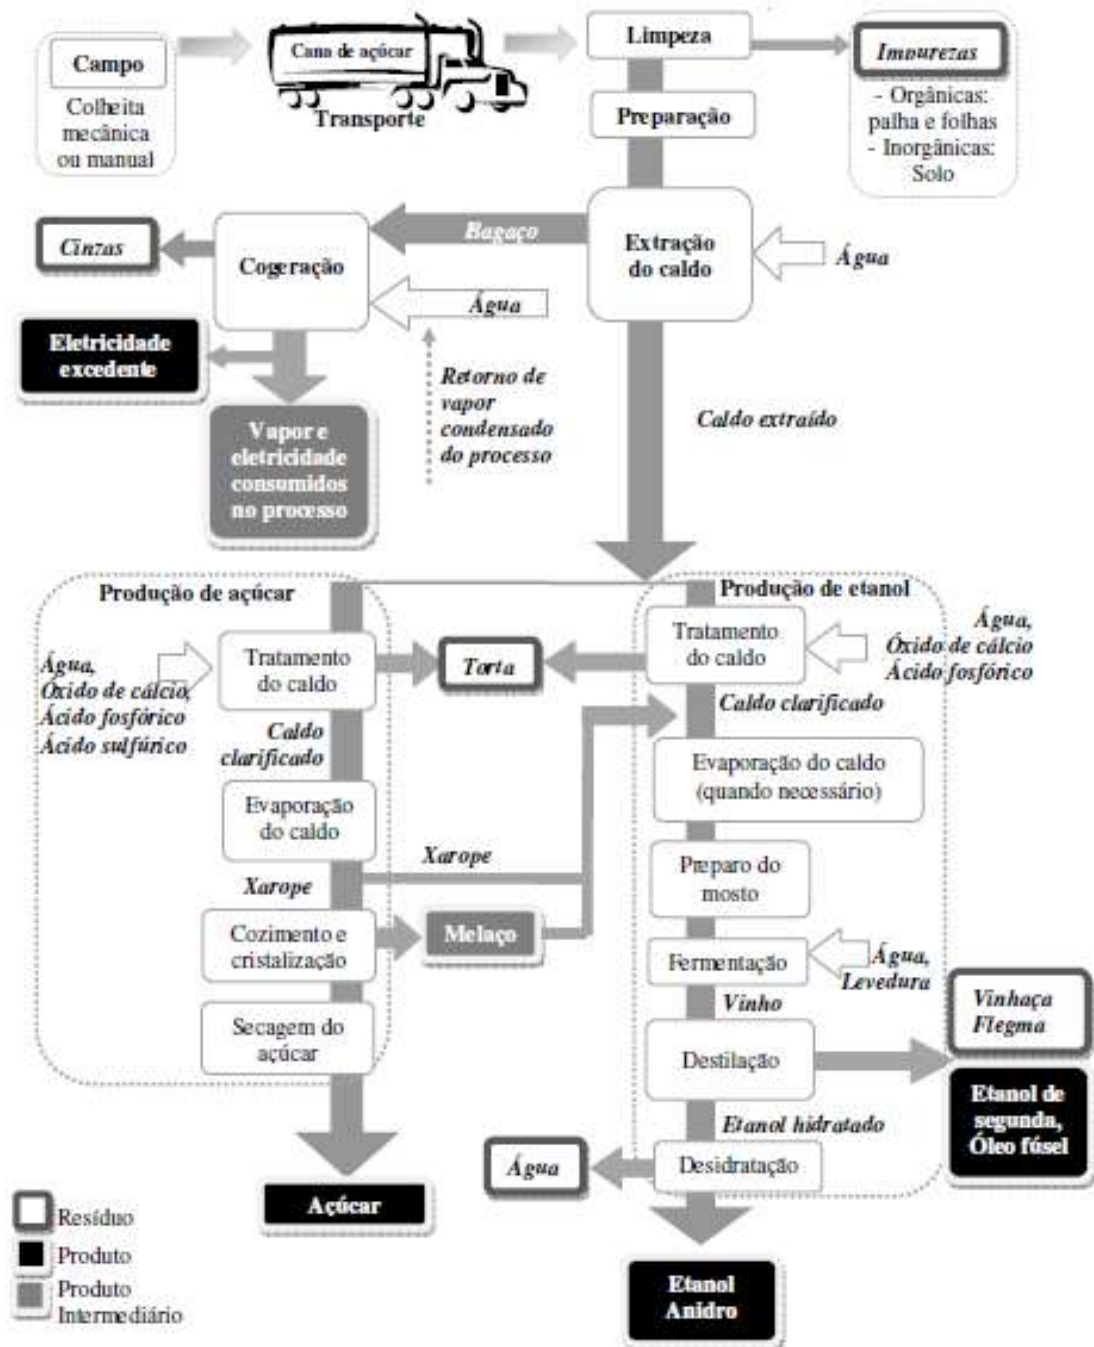 Campo
Colheita
mecânica
ou manual
Cana de açúcar
Transporte
Limpeza
Preparação
Impurezas
- Orgânicas:
palha e folhas
- Inorgânicas:
Solo
Cinzas
Cogeração
Bagaço
Extração
do caldo
Água
Água
Eletricidade
excedente
Retorno de
vapor
condensado
do processo
Caldo extraído
Vapor e
eletricidade
consumidos
no processo
Produção de açúcar
Produção de etanol
Água,
Óxido de cálcio,
Ácido fosfórico
Ácido sulfúrico
Tratamento
do caldo
Torta
Tratamento
do caldo
Água,
Óxido de cálcio
Ácido fosfórico
Caldo
clarificado
Caldo clarificado
Evaporação
do caldo
Evaporação do caldo
(quando necessário)
Xarope
Xarope
Preparo do
mosto
Cozimento e
cristalização
Melaço
Fermentação
Água,
Levedura
Vinho
Vinhaça
Flegma
Secagem do
açúcar
Destilação
Etanol de
segunda,
Óleo fúsel
Etanol hidratado
Água
Desidratação
Açúcar
Etanol
Anidro
Resíduo
Produto
Produto
Intermediário